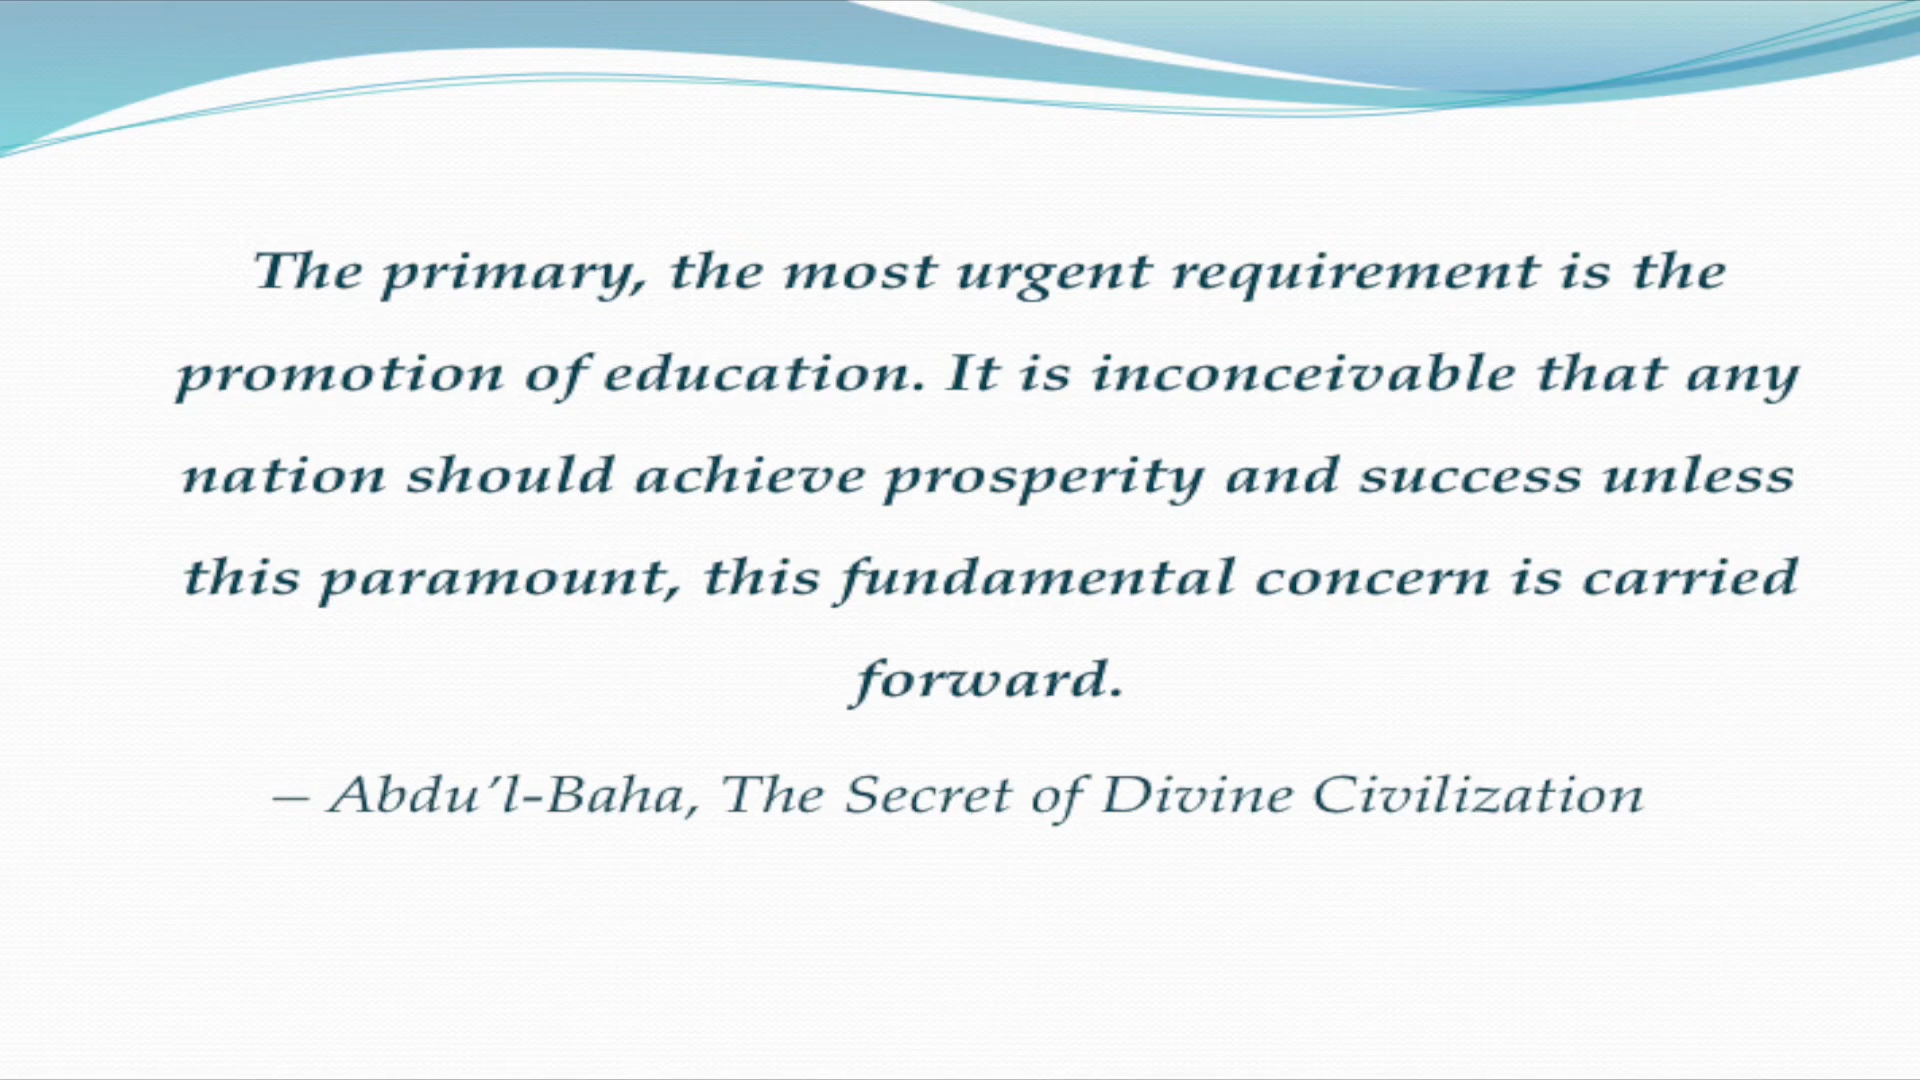 The primary, the most urgent requirement is the
promotion of education. It is inconceivable that any
nation should achieve prosperity and success unless
this paramount, this fundamental concern is carried
forward.
– Abdu’l-Baha, The Secret of Divine Civilization